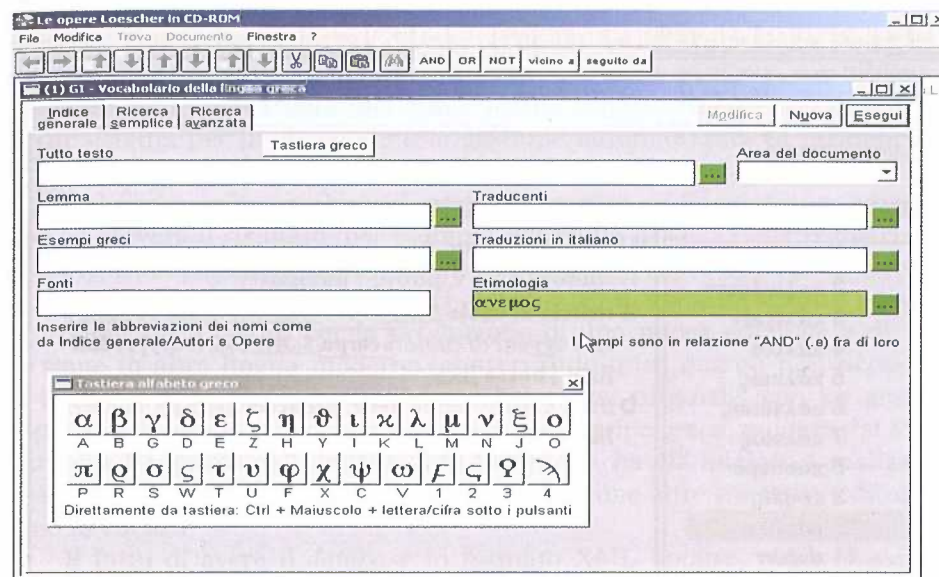 Le opere Loescher in CD-ROM
File Modifica Trova Documento Finestra ?
AND OR NOT vicino a seguito da
(1) G1 - Vocabolario della lingua greca
Indice generale Ricerca semplice Ricerca avanzata Modifica Nuova Esegui
Tastiera greco
Tutto testo Area del documento
...
Lemma Traducenti
... ...
Esempi greci Traduzioni in italiano
... ...
Fonti Etimologia
ανεμος ...
Inserire le abbreviazioni dei nomi come
da Indice generale/Autori e Opere
I campi sono in relazione "AND" (.e) fra di loro
Tastiera alfabeto greco
α β γ δ ε ζ η ϑ ι ϰ λ μ ν ξ ο
A B G D E Z H Y I K L M N J O
π ϱ σ ς τ υ φ χ ψ ω ϝ ϛ ϟ ϡ
P R S W T U F X C V 1 2 3 4
Direttamente da tastiera: Ctrl + Maiuscolo + lettera/cifra sotto i pulsanti